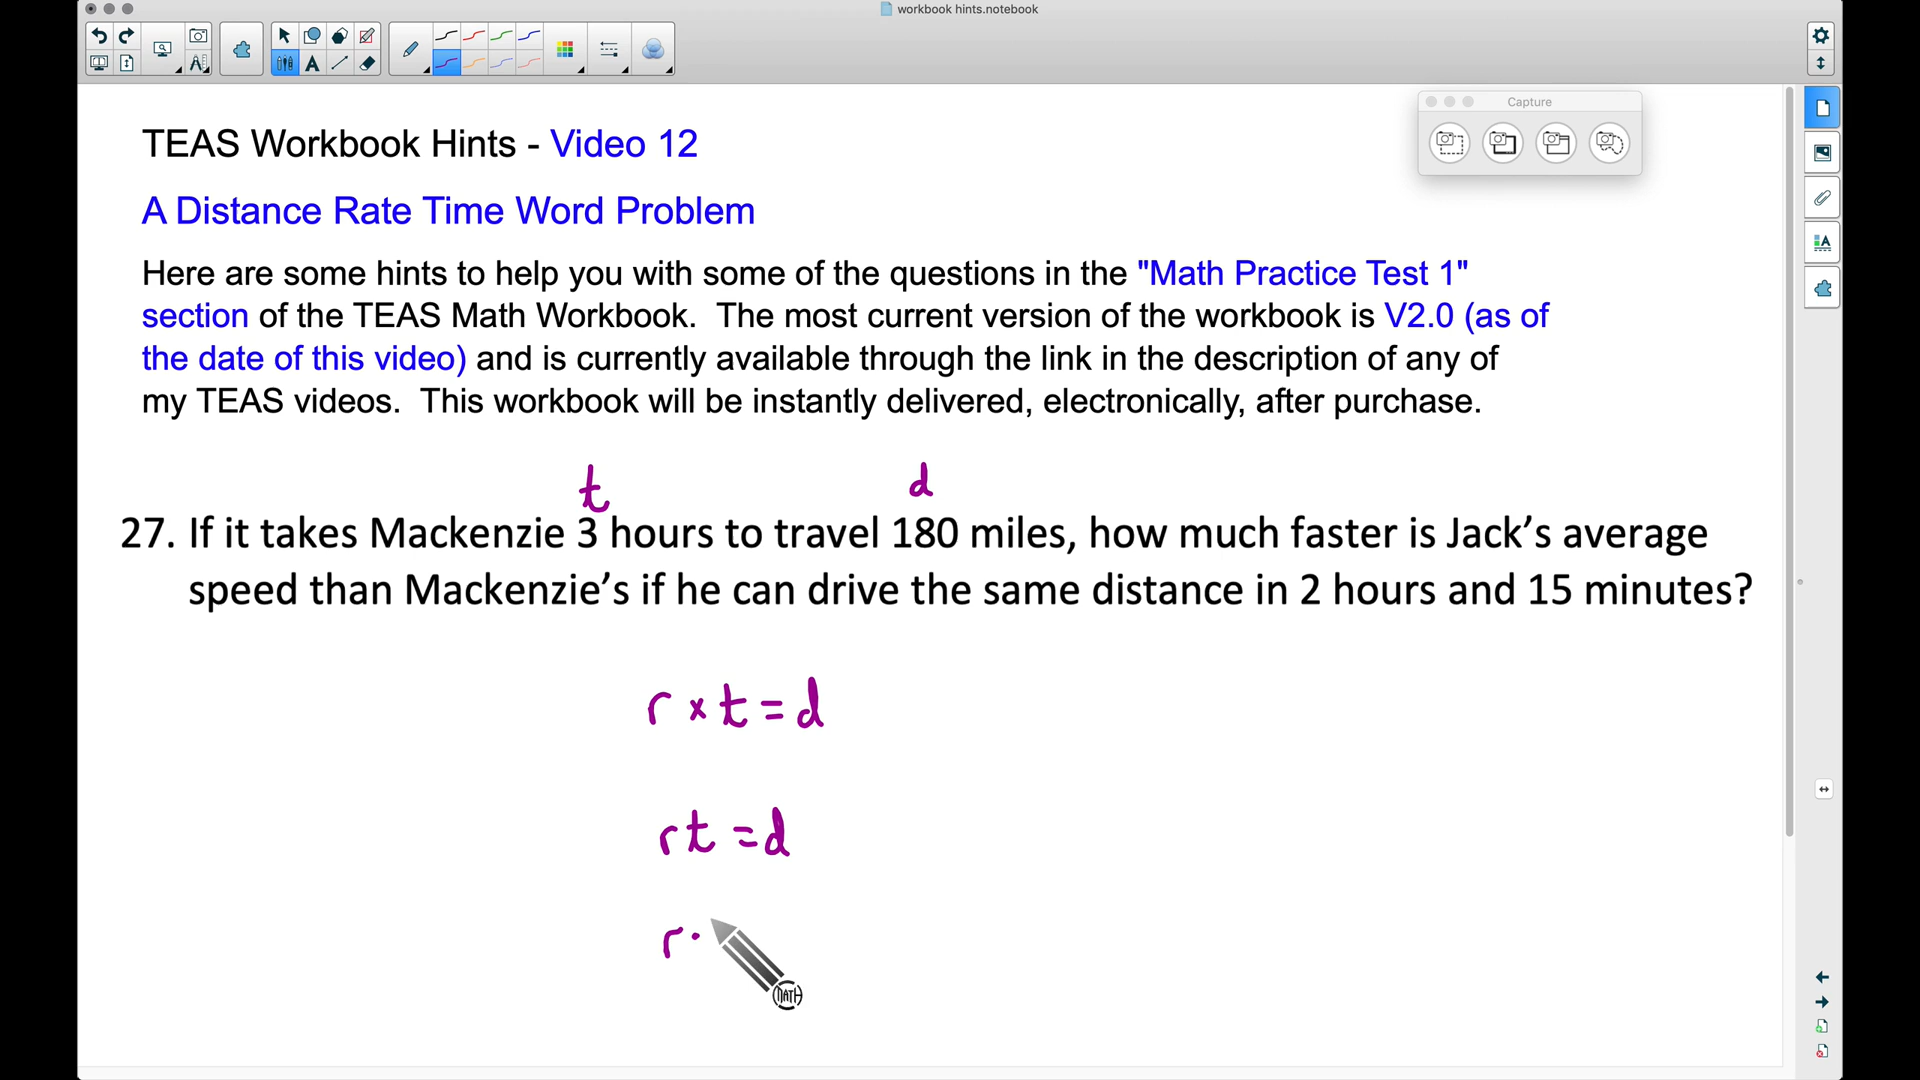 workbook hints.notebook
Capture
TEAS Workbook Hints - Video 12
A Distance Rate Time Word Problem
Here are some hints to help you with some of the questions in the "Math Practice Test 1"
section of the TEAS Math Workbook.  The most current version of the workbook is V2.0 (as of
the date of this video) and is currently available through the link in the description of any of
my TEAS videos.  This workbook will be instantly delivered, electronically, after purchase.
t d
27. If it takes Mackenzie 3 hours to travel 180 miles, how much faster is Jack’s average
speed than Mackenzie’s if he can drive the same distance in 2 hours and 15 minutes?
r × t = d
rt = d
r ·
MATH